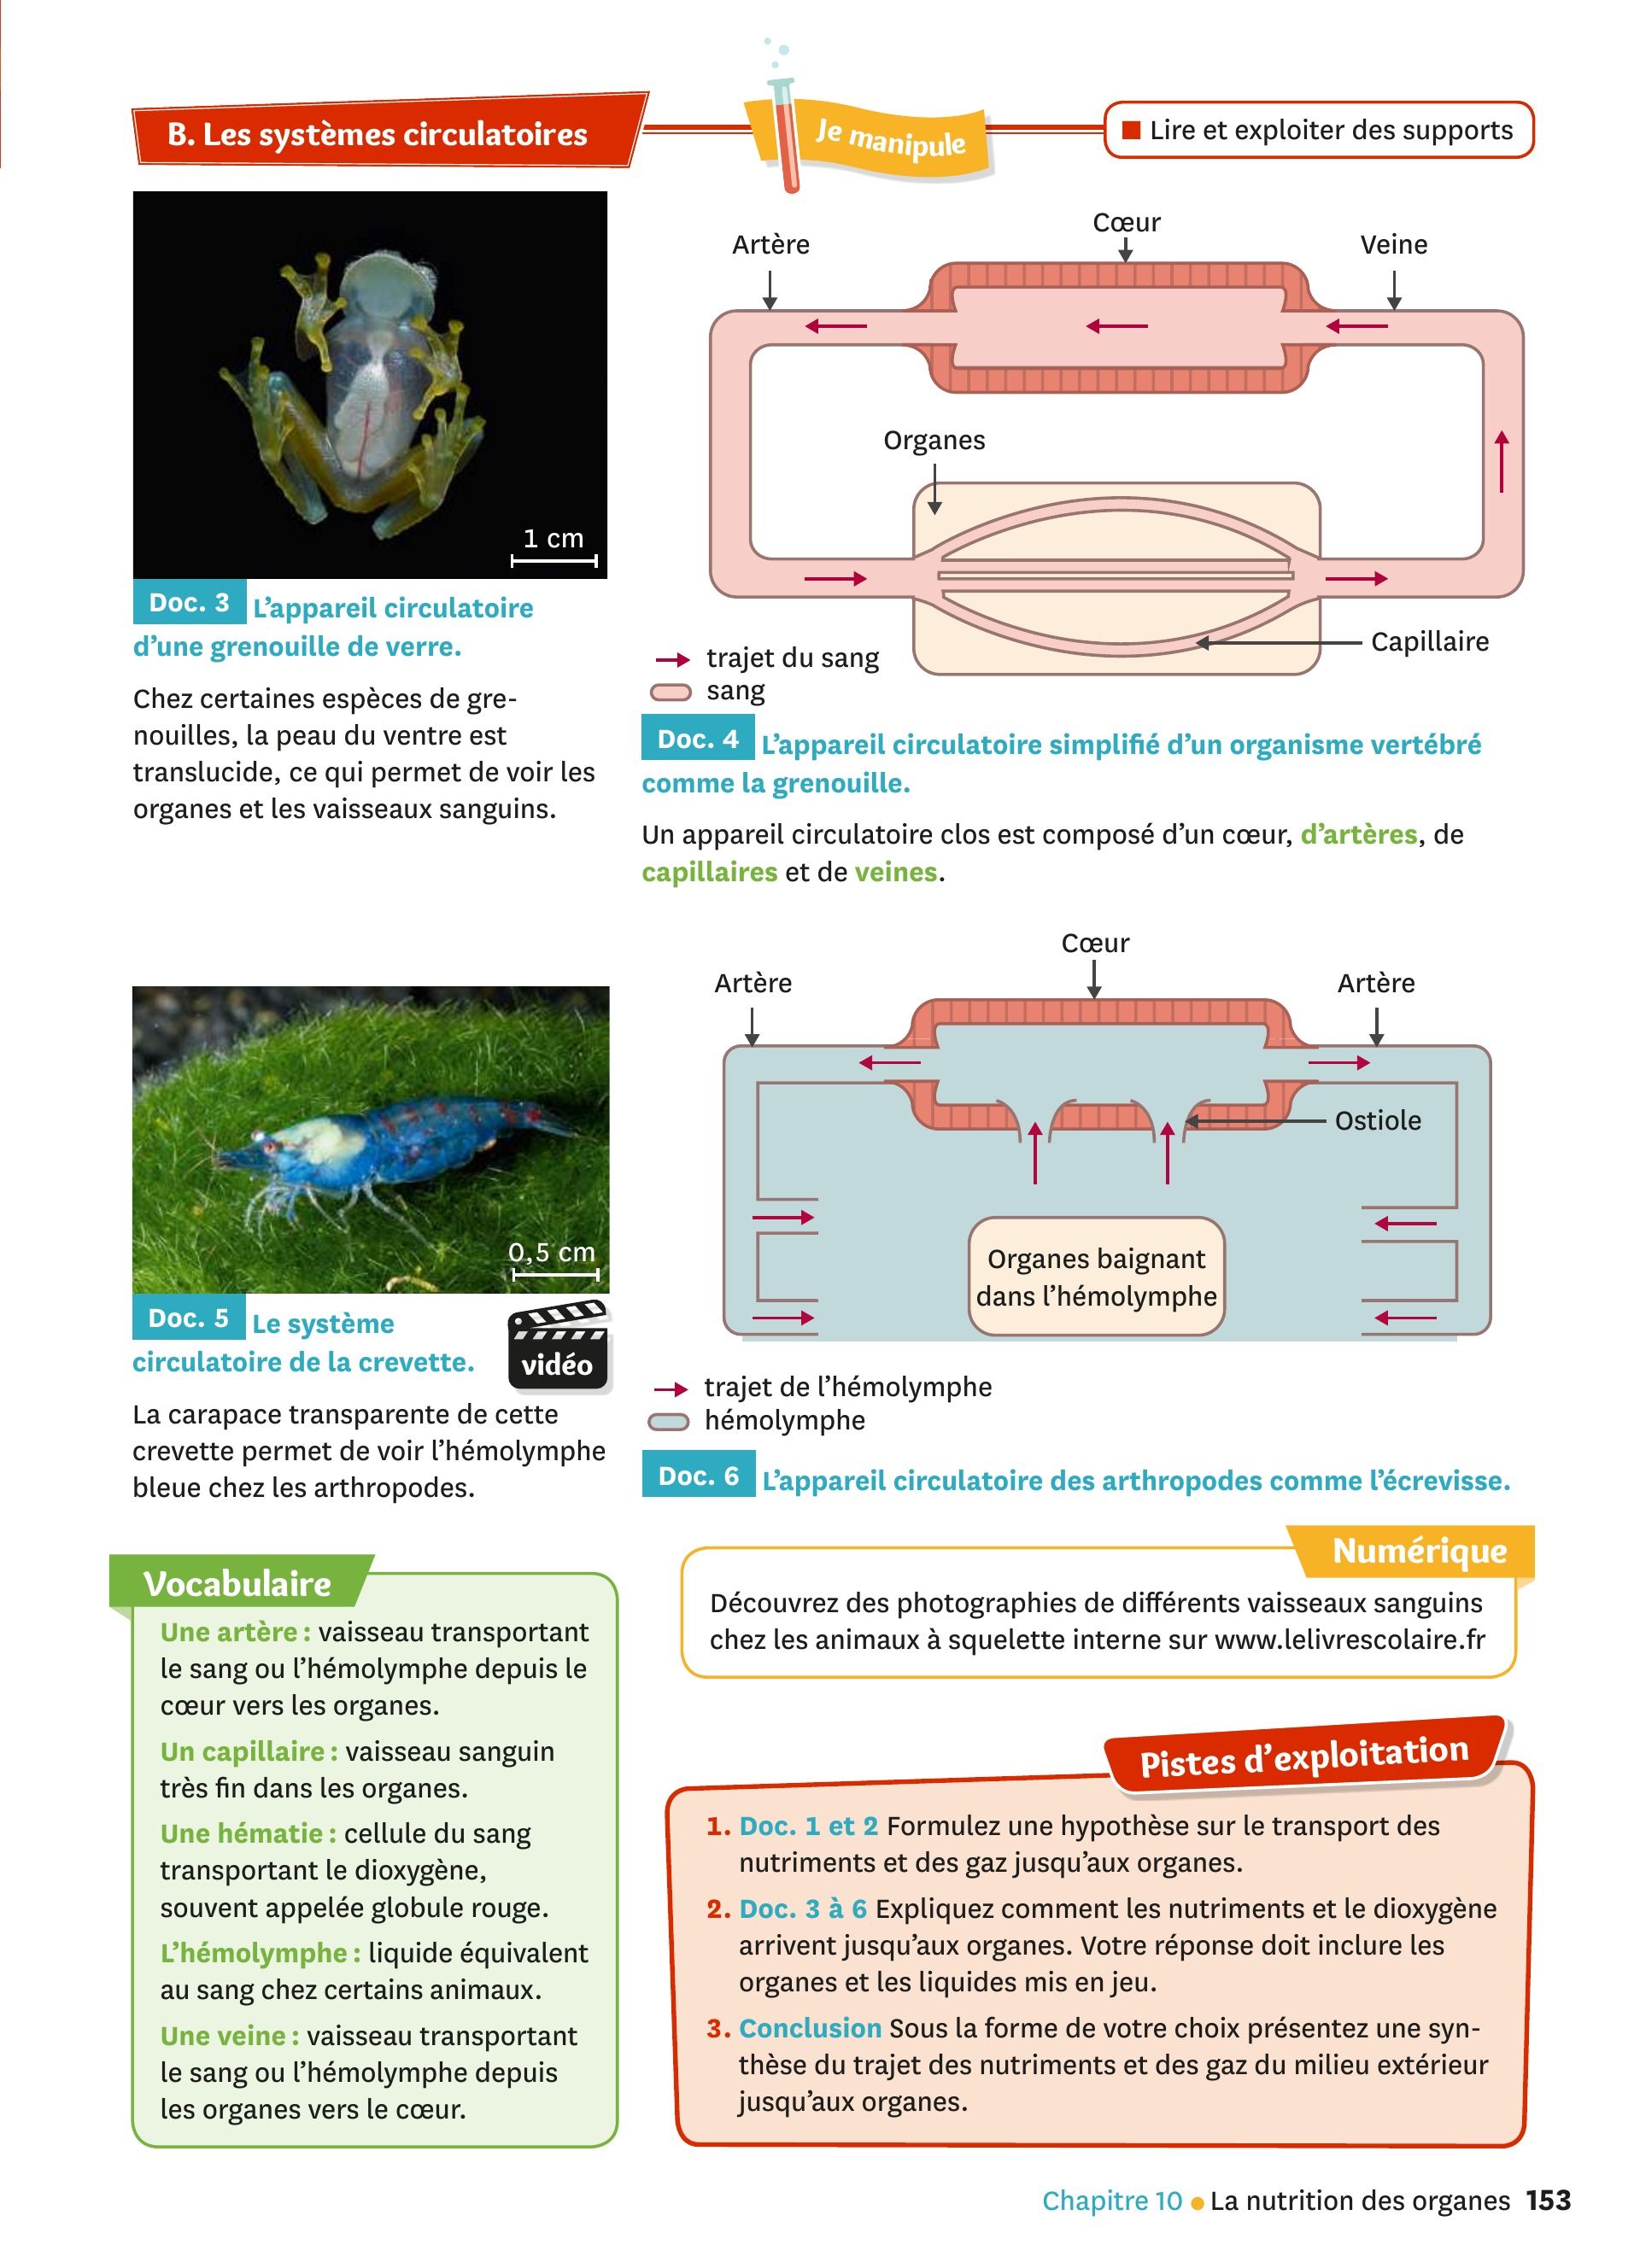 B. Les systèmes circulatoires
Je manipule
Lire et exploiter des supports
1 cm
Doc. 3 L'appareil circulatoire
d'une grenouille de verre.
Chez certaines espèces de gre-
nouilles, la peau du ventre est
translucide, ce qui permet de voir les
organes et les vaisseaux sanguins.
Artère
Cœur
Veine
Organes
Capillaire
trajet du sang
sang
Doc. 4 L'appareil circulatoire simplifié d'un organisme vertébré
comme la grenouille.
Un appareil circulatoire clos est composé d'un cœur, d'artères, de
capillaires et de veines.
0,5 cm
Doc. 5 Le système
circulatoire de la crevette.
vidéo
La carapace transparente de cette
crevette permet de voir l'hémolymphe
bleue chez les arthropodes.
Artère
Cœur
Artère
Ostiole
Organes baignant
dans l'hémolymphe
trajet de l'hémolymphe
hémolymphe
Doc. 6 L'appareil circulatoire des arthropodes comme l'écrevisse.
Vocabulaire
Une artère : vaisseau transportant
le sang ou l'hémolymphe depuis le
cœur vers les organes.
Un capillaire : vaisseau sanguin
très fin dans les organes.
Une hématie : cellule du sang
transportant le dioxygène,
souvent appelée globule rouge.
L'hémolymphe : liquide équivalent
au sang chez certains animaux.
Une veine : vaisseau transportant
le sang ou l'hémolymphe depuis
les organes vers le cœur.
Numérique
Découvrez des photographies de différents vaisseaux sanguins
chez les animaux à squelette interne sur www.lelivrescolaire.fr
Pistes d'exploitation
1. Doc. 1 et 2 Formulez une hypothèse sur le transport des
nutriments et des gaz jusqu'aux organes.
2. Doc. 3 à 6 Expliquez comment les nutriments et le dioxygène
arrivent jusqu'aux organes. Votre réponse doit inclure les
organes et les liquides mis en jeu.
3. Conclusion Sous la forme de votre choix présentez une syn-
thèse du trajet des nutriments et des gaz du milieu extérieur
jusqu'aux organes.
Chapitre 10 • La nutrition des organes 153